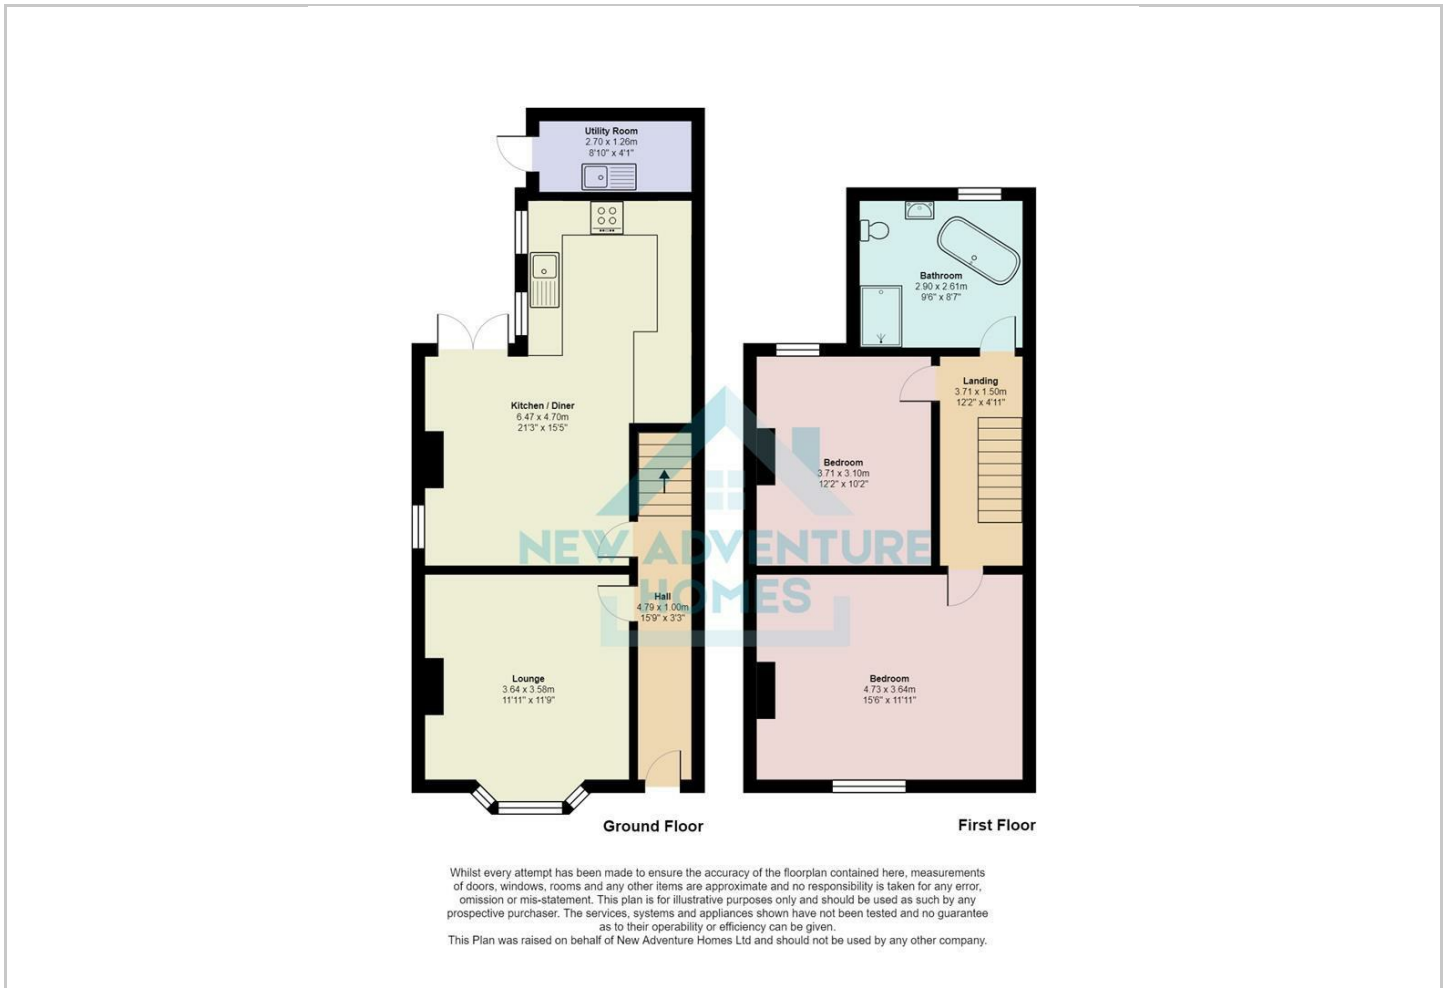 Utility Room
2.70 x 1.26m
8'10" x 4'1"
Kitchen / Diner
6.47 x 4.70m
21'3" x 15'5"
Hall
4.79 x 1.00m
15'9" x 3'3"
Lounge
3.64 x 3.58m
11'11" x 11'9"
Ground Floor
Bathroom
2.90 x 2.61m
9'6" x 8'7"
Landing
3.71 x 1.50m
12'2" x 4'11"
Bedroom
3.71 x 3.10m
12'2" x 10'2"
Bedroom
4.73 x 3.64m
15'6" x 11'11"
First Floor
NEW ADVENTURE
HOMES
Whilst every attempt has been made to ensure the accuracy of the floorplan contained here, measurements
of doors, windows, rooms and any other items are approximate and no responsibility is taken for any error,
omission or mis-statement. This plan is for illustrative purposes only and should be used as such by any
prospective purchaser. The services, systems and appliances shown have not been tested and no guarantee
as to their operability or efficiency can be given.
This Plan was raised on behalf of New Adventure Homes Ltd and should not be used by any other company.